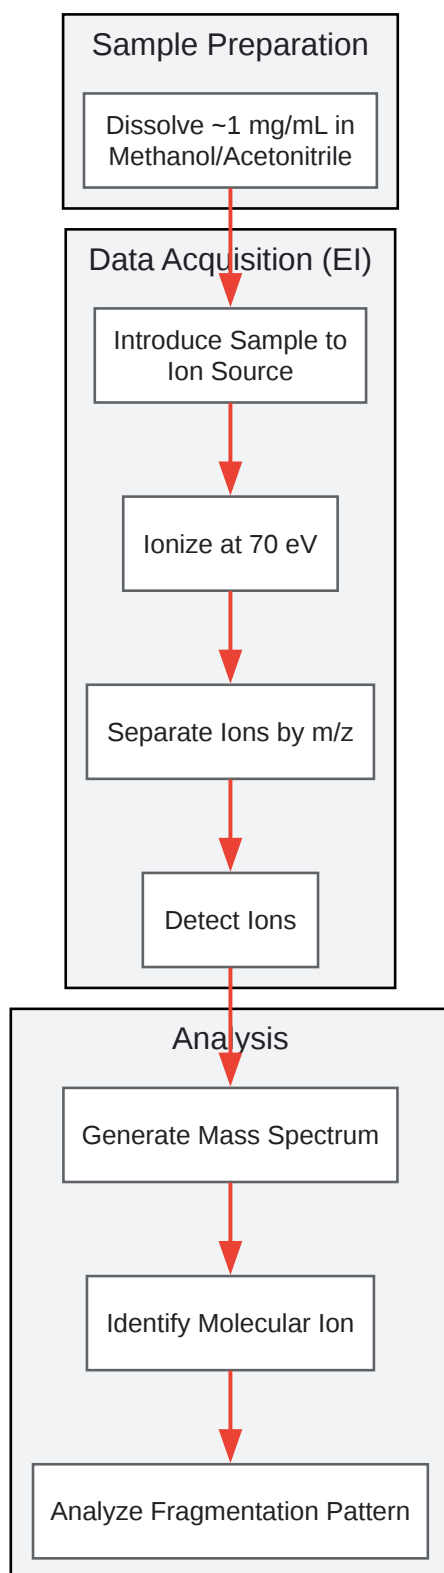 Sample Preparation
Dissolve ~1 mg/mL in
Methanol/Acetonitrile
Data Acquisition (EI)
Introduce Sample to
Ion Source
Ionize at 70 eV
Separate Ions by m/z
Detect Ions
Analysis
Generate Mass Spectrum
Identify Molecular Ion
Analyze Fragmentation Pattern